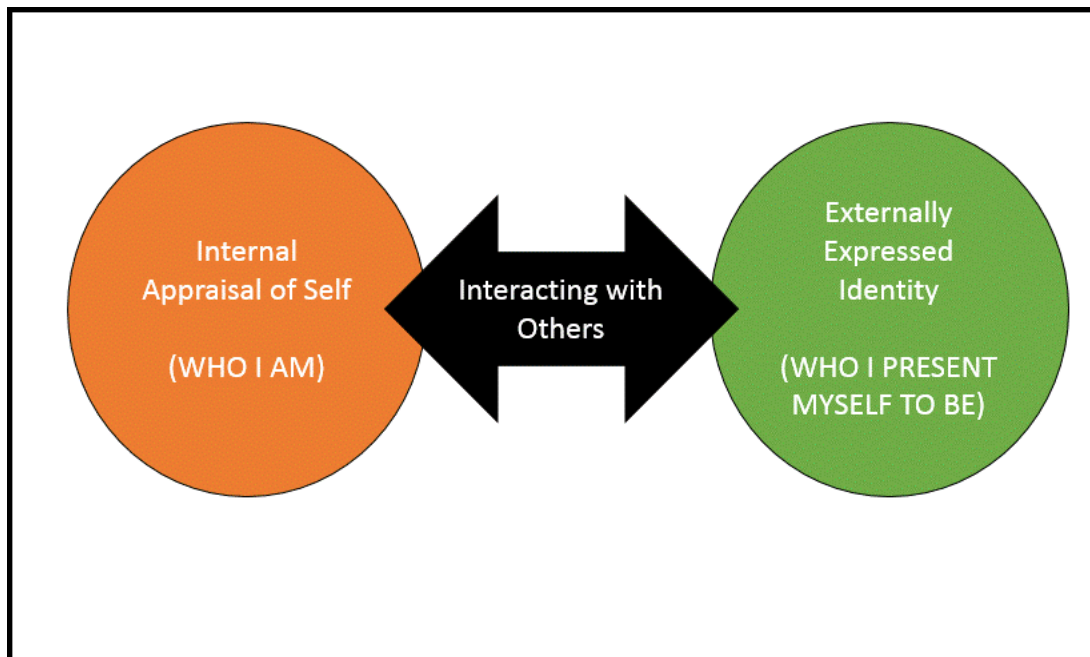 Internal
Appraisal of Self
(WHO I AM)
Interacting with
Others
Externally
Expressed
Identity
(WHO I PRESENT
MYSELF TO BE)